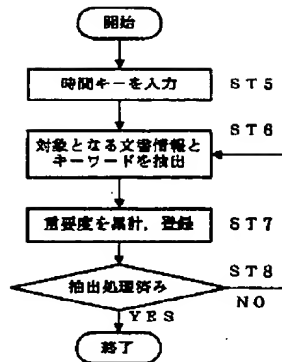 開始
時間キーを入力
ST5
ST6
対象となる文書情報と
キーワードを抽出
重要度を累計，登録
ST7
ST8
抽出処理済み
NO
YES
終了